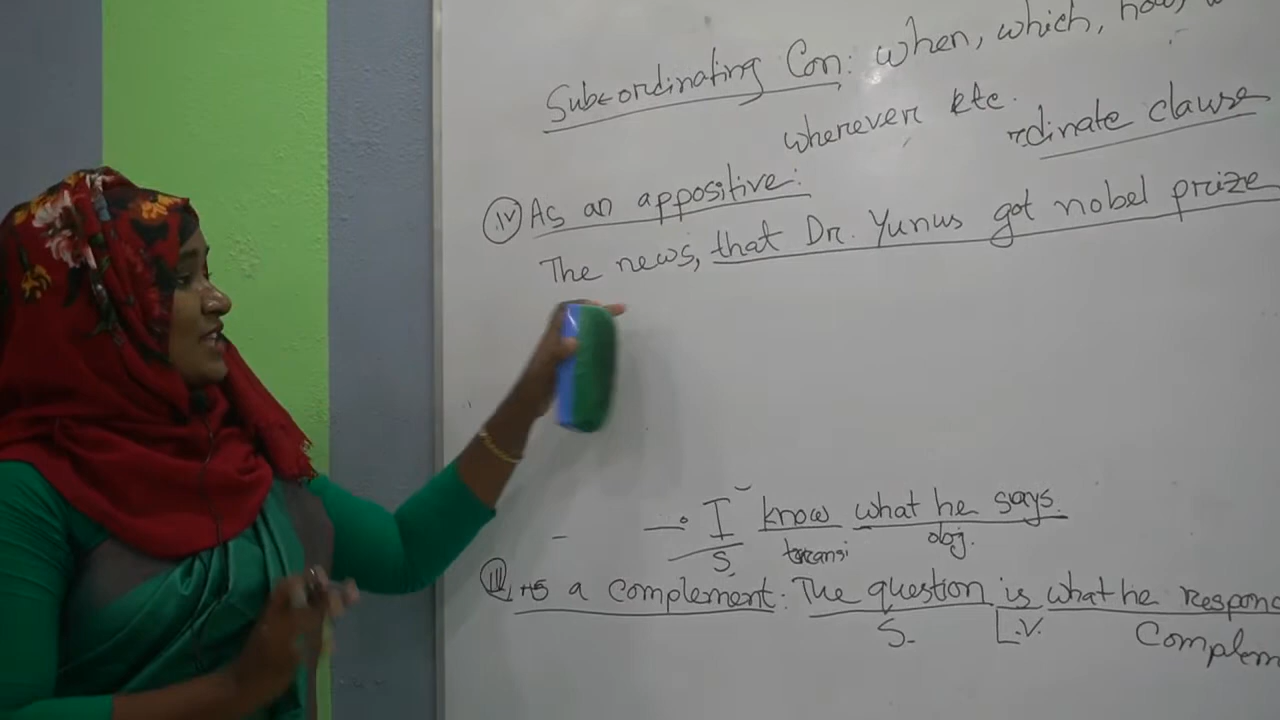 Subordinating Con: when, which, how,
wherever etc.
rdinate clause
(iv) As an appositive:
The news, that Dr. Yunus got nobel prize
I know what he says.
S. transi obj.
(iii) As a complement: The question is what he respon
S. L.V. Complem